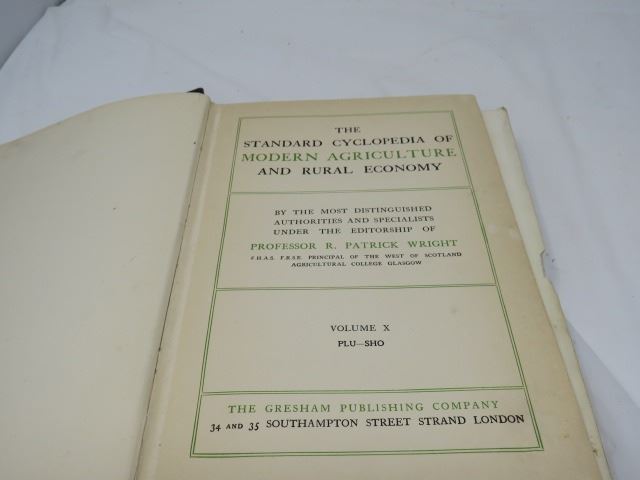 THE
STANDARD CYCLOPEDIA OF
MODERN AGRICULTURE
AND RURAL ECONOMY
BY THE MOST DISTINGUISHED
AUTHORITIES AND SPECIALISTS
UNDER THE EDITORSHIP OF
PROFESSOR R. PATRICK WRIGHT
F.H.A.S. F.R.S.E. PRINCIPAL OF THE WEST OF SCOTLAND
AGRICULTURAL COLLEGE GLASGOW
VOLUME X
PLU—SHO
THE GRESHAM PUBLISHING COMPANY
34 AND 35 SOUTHAMPTON STREET STRAND LONDON